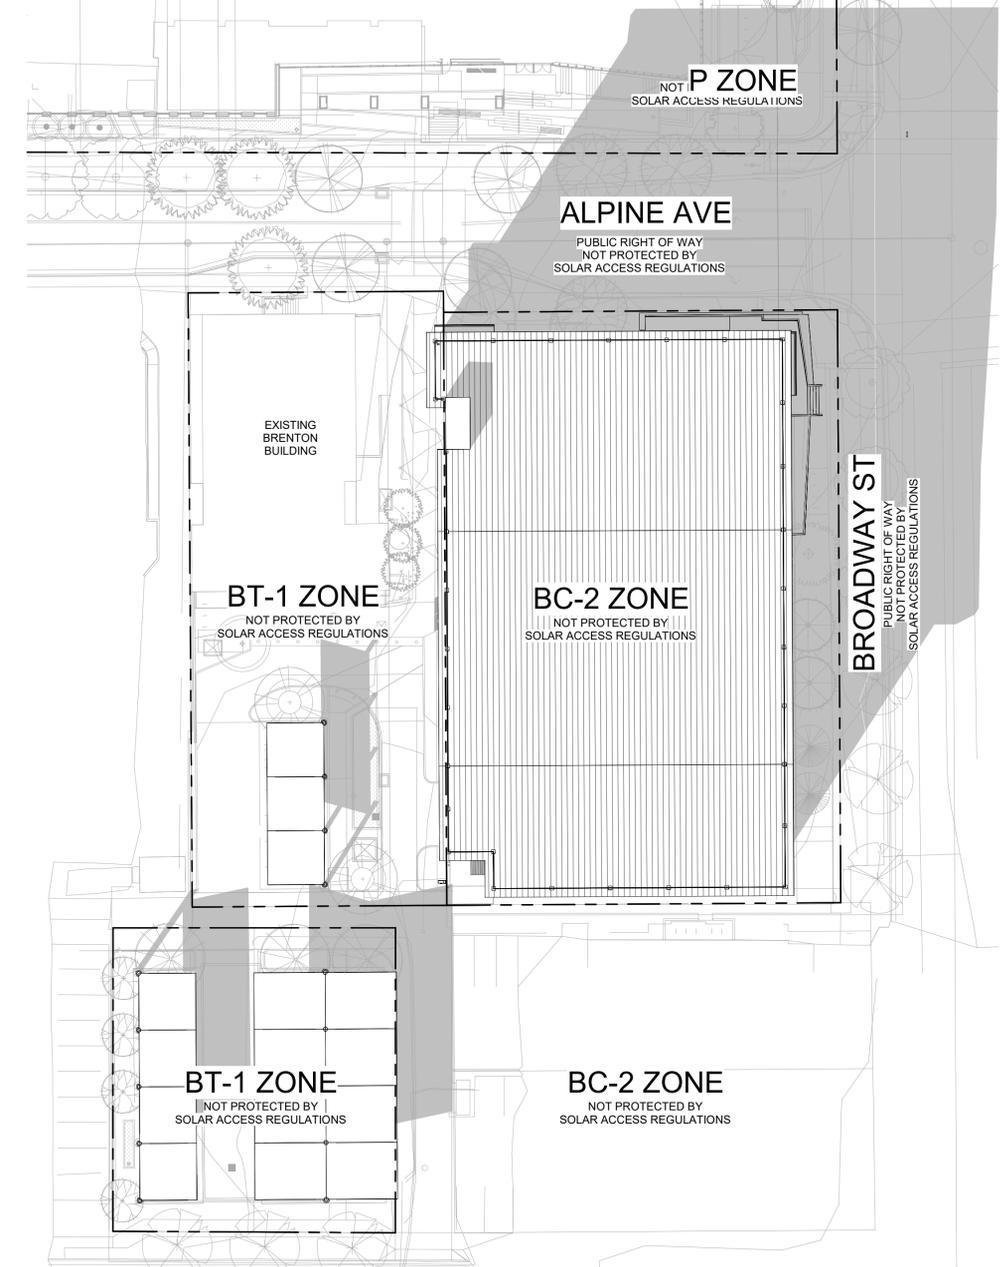 NOT P ZONE
SOLAR ACCESS REGULATIONS
ALPINE AVE
PUBLIC RIGHT OF WAY
NOT PROTECTED BY
SOLAR ACCESS REGULATIONS
EXISTING
BRENTON
BUILDING
BT-1 ZONE
NOT PROTECTED BY
SOLAR ACCESS REGULATIONS
BC-2 ZONE
NOT PROTECTED BY
SOLAR ACCESS REGULATIONS
BROADWAY ST
PUBLIC RIGHT OF WAY
NOT PROTECTED BY
SOLAR ACCESS REGULATIONS
BT-1 ZONE
NOT PROTECTED BY
SOLAR ACCESS REGULATIONS
BC-2 ZONE
NOT PROTECTED BY
SOLAR ACCESS REGULATIONS